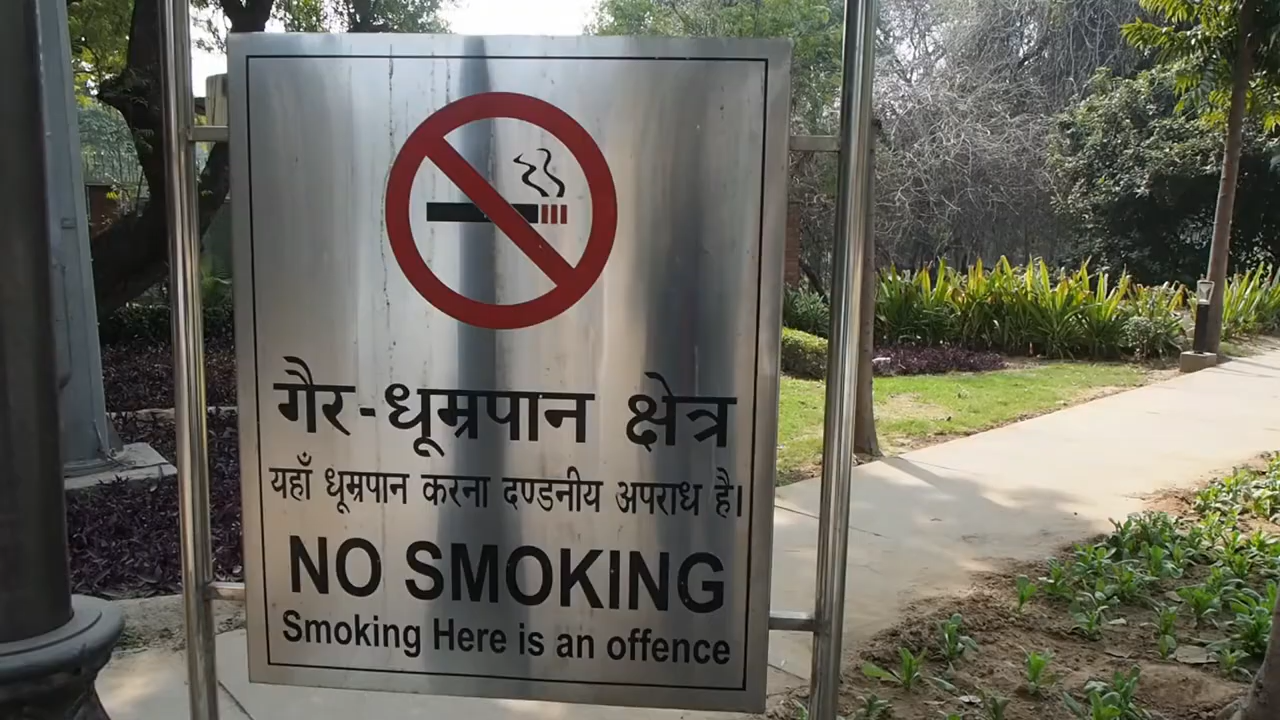 गैर-धूम्रपान क्षेत्र
यहाँ धूम्रपान करना दण्डनीय अपराध है।
NO SMOKING
Smoking Here is an offence